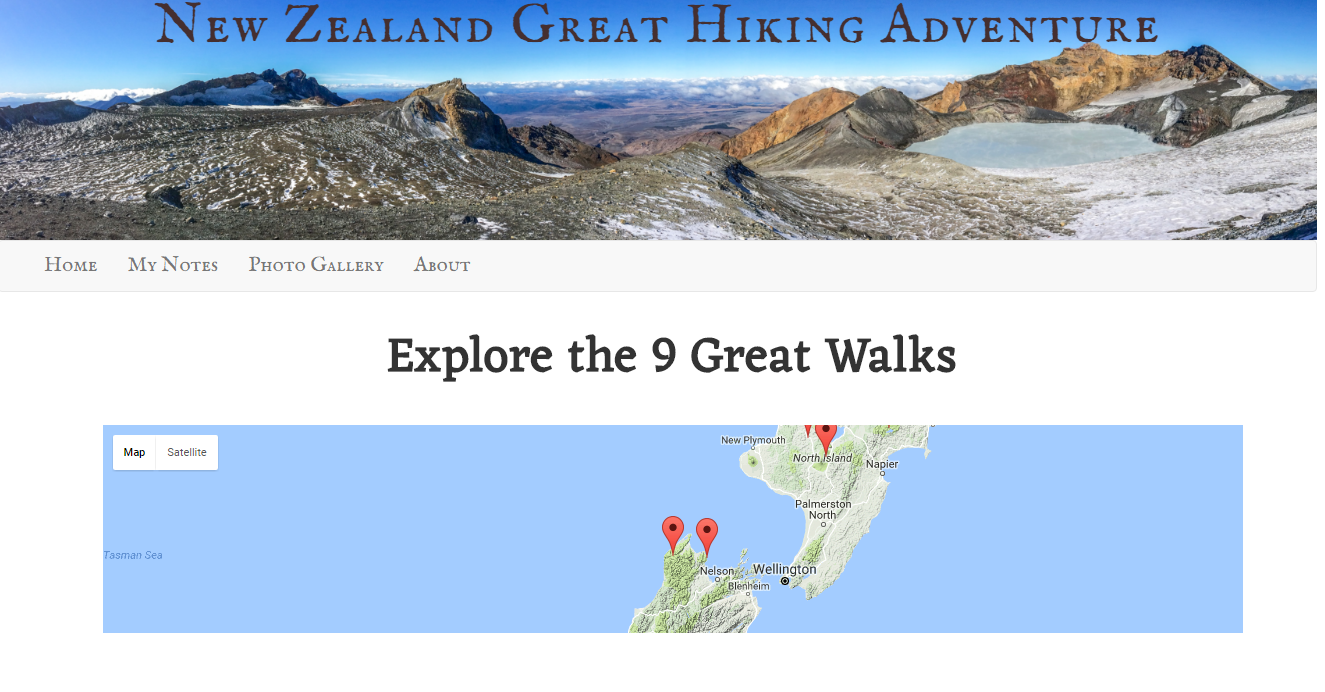 New Zealand Great Hiking Adventure
Home My Notes Photo Gallery About
Explore the 9 Great Walks
Map Satellite
New Plymouth
North Island
Napier
Palmerston
North
Tasman Sea
Nelson
Wellington
Blenheim